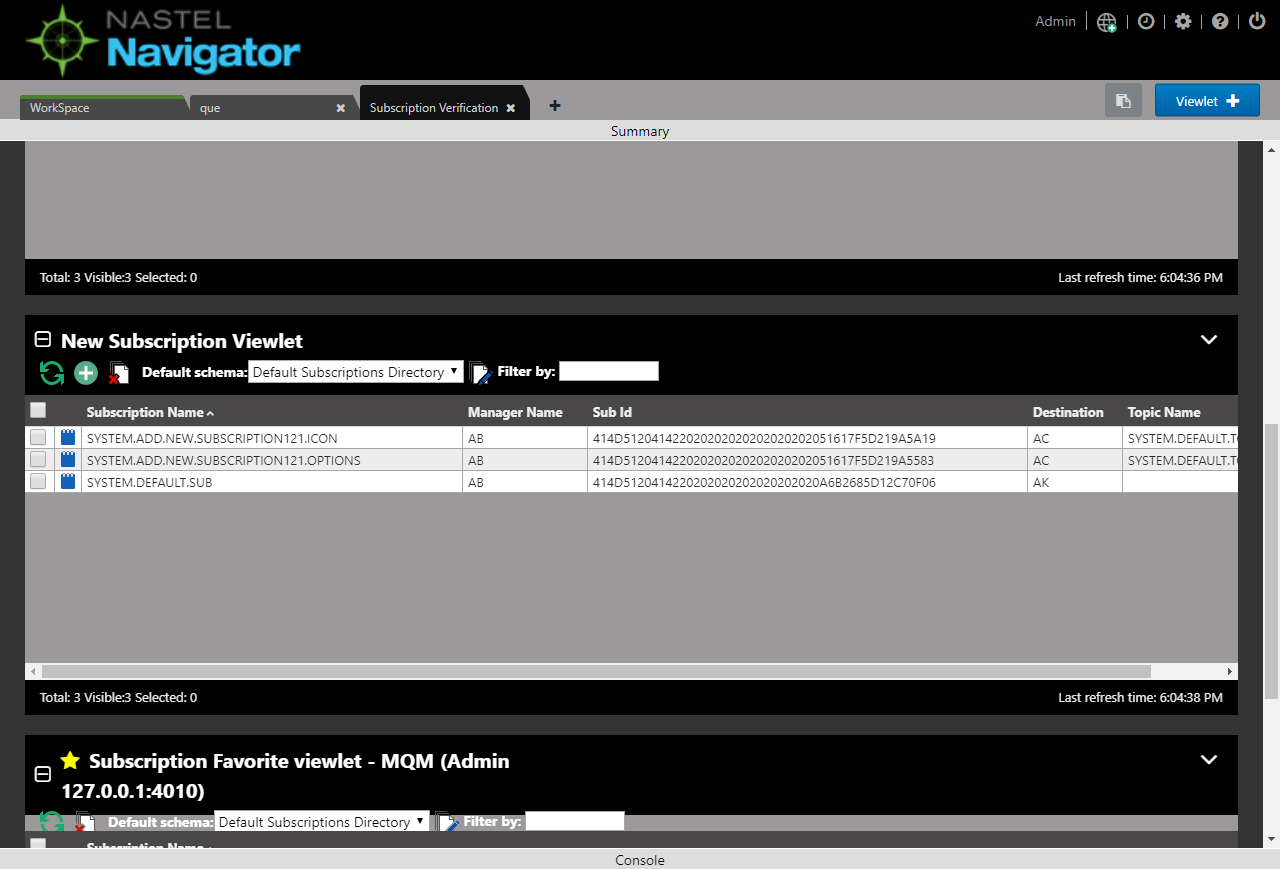 NASTEL
Navigator
Admin
WorkSpace
que
Subscription Verification
Viewlet
Summary
Total: 3 Visible:3 Selected: 0
Last refresh time: 6:04:36 PM
New Subscription Viewlet
Default schema: Default Subscriptions Directory Filter by:
Subscription Name Manager Name Sub Id Destination Topic Name
SYSTEM.ADD.NEW.SUBSCRIPTION121.ICON AB 414D512041422020202020202020202051617F5D219A5A19 AC SYSTEM.DEFAULT.TO
SYSTEM.ADD.NEW.SUBSCRIPTION121.OPTIONS AB 414D512041422020202020202020202051617F5D219A5583 AC SYSTEM.DEFAULT.TO
SYSTEM.DEFAULT.SUB AB 414D5120414220202020202020202020A6B2685D12C70F06 AK
Total: 3 Visible:3 Selected: 0
Last refresh time: 6:04:38 PM
Subscription Favorite viewlet - MQM (Admin
127.0.0.1:4010)
Default schema: Default Subscriptions Directory Filter by:
Subscription Name
Console